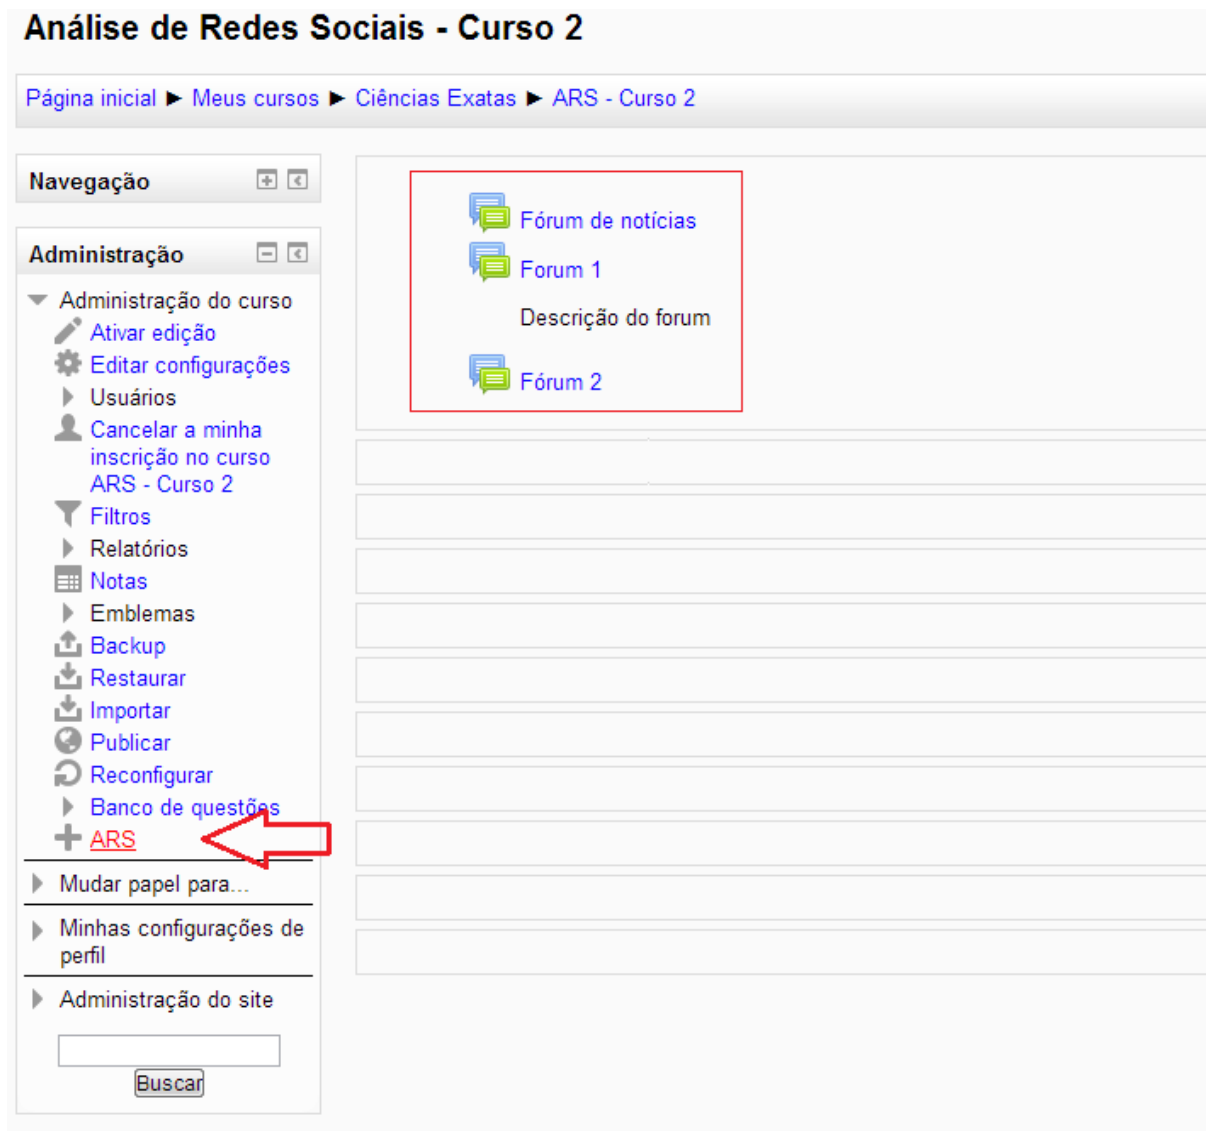 Análise de Redes Sociais - Curso 2
Página inicial ► Meus cursos ► Ciências Exatas ► ARS - Curso 2
Navegação
Administração
Administração do curso
Ativar edição
Editar configurações
Usuários
Cancelar a minha
inscrição no curso
ARS - Curso 2
Filtros
Relatórios
Notas
Emblemas
Backup
Restaurar
Importar
Publicar
Reconfigurar
Banco de questões
ARS
Mudar papel para...
Minhas configurações de
perfil
Administração do site
Buscar
Fórum de notícias
Forum 1
Descrição do forum
Fórum 2